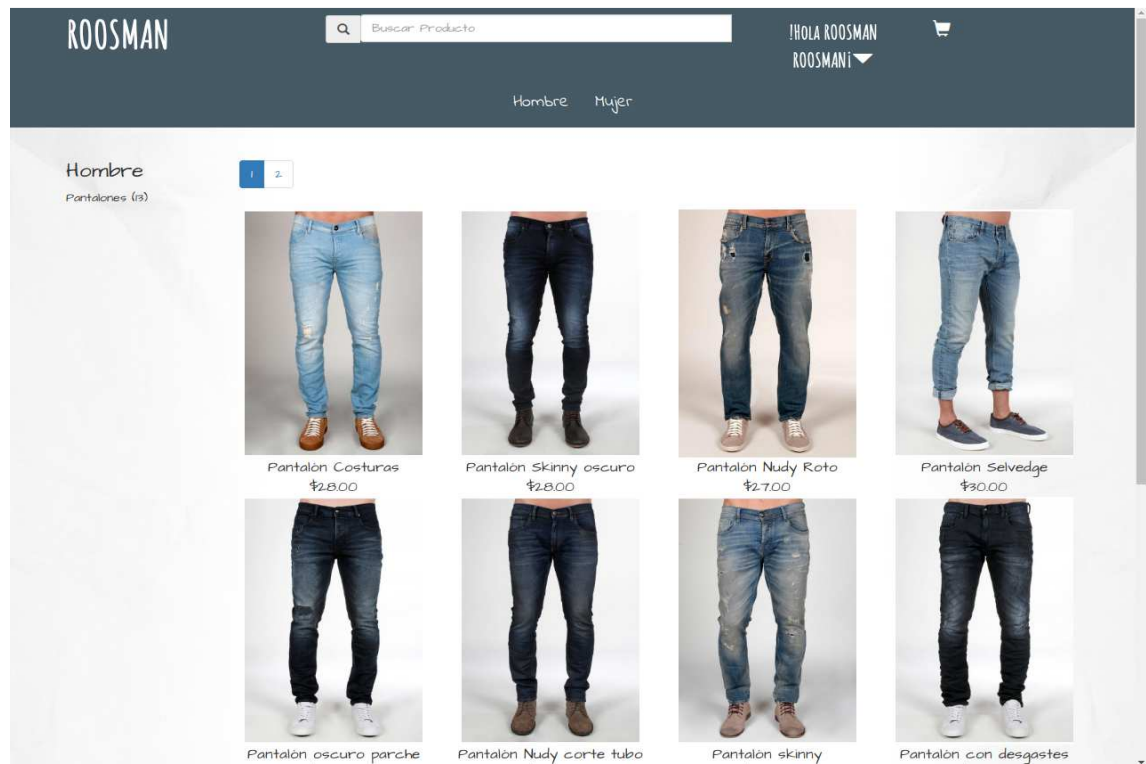 ROOSMAN
Buscar Producto
!HOLA ROOSMAN
ROOSMAN¡
Hombre Mujer
Hombre
Pantalones (13)
1 2
Pantalón Costuras
$28.00
Pantalón Skinny oscuro
$28.00
Pantalón Nudy Roto
$27.00
Pantalón Selvedge
$30.00
Pantalón oscuro parche
Pantalón Nudy corte tubo
Pantalón skinny
Pantalón con desgastes